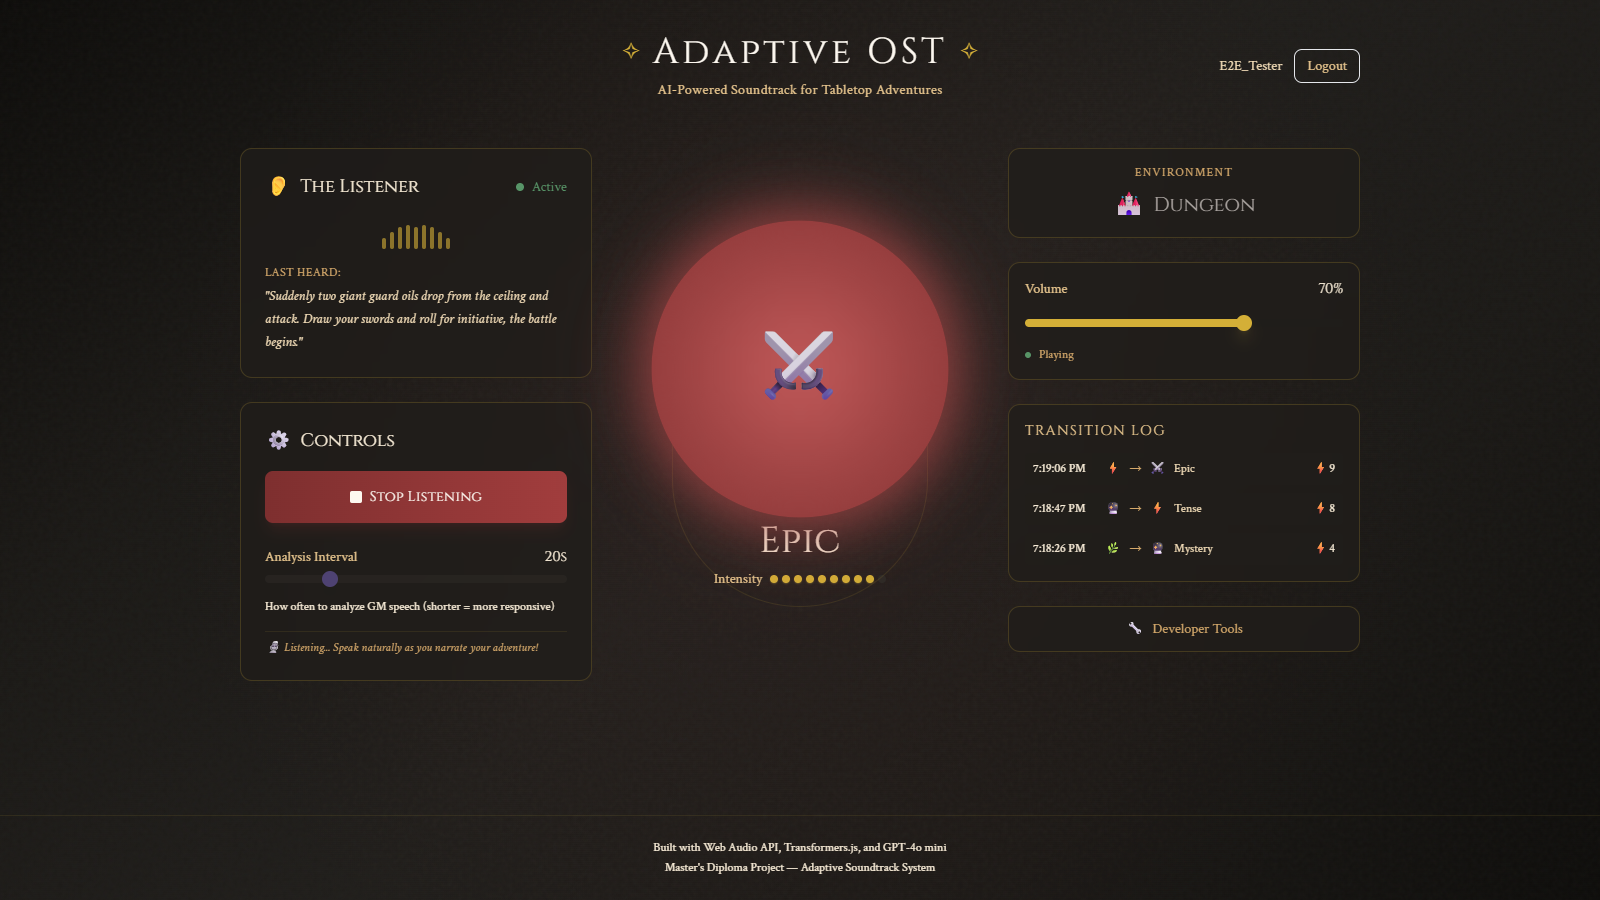 Adaptive OST
AI-Powered Soundtrack for Tabletop Adventures
E2E_Tester
Logout
The Listener
Active
LAST HEARD:
"Suddenly two giant guard oils drop from the ceiling and
attack. Draw your swords and roll for initiative, the battle
begins."
Controls
Stop Listening
Analysis Interval
20s
How often to analyze GM speech (shorter = more responsive)
Listening... Speak naturally as you narrate your adventure!
Epic
Intensity
ENVIRONMENT
Dungeon
Volume
70%
Playing
TRANSITION LOG
7:19:06 PM → Epic 9
7:18:47 PM → Tense 8
7:18:26 PM → Mystery 4
Developer Tools
Built with Web Audio API, Transformers.js, and GPT-4o mini
Master's Diploma Project — Adaptive Soundtrack System